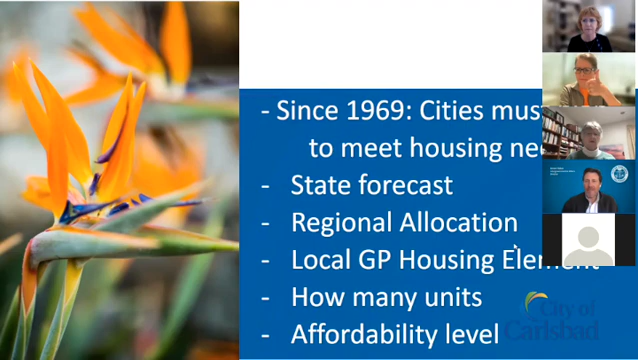 - Since 1969: Cities mus
to meet housing ne
- State forecast
- Regional Allocation
- Local GP Housing Element
- How many units
- Affordability level
City of
Carlsbad